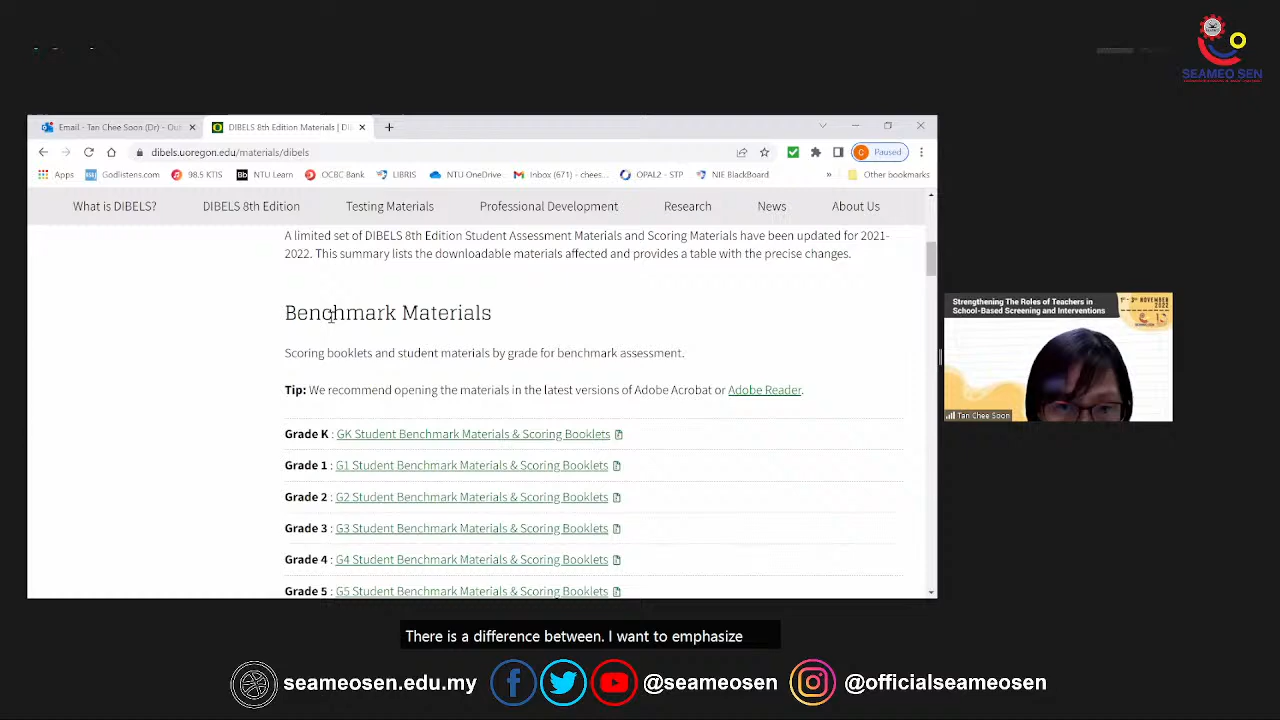 SEAMEO SEN
Email - Tan Chee Soon (Dr) - Out
DIBELS 8th Edition Materials | Di
dibels.uoregon.edu/materials/dibels
Paused
Apps
Godlistens.com
98.5 KTIS
NTU Learn
OCBC Bank
LIBRIS
NTU OneDrive
Inbox (671) - chees...
OPAL2 - STP
NIE BlackBoard
»
Other bookmarks
What is DIBELS?
DIBELS 8th Edition
Testing Materials
Professional Development
Research
News
About Us
A limited set of DIBELS 8th Edition Student Assessment Materials and Scoring Materials have been updated for 2021-
2022. This summary lists the downloadable materials affected and provides a table with the precise changes.
Benchmark Materials
Scoring booklets and student materials by grade for benchmark assessment.
Tip: We recommend opening the materials in the latest versions of Adobe Acrobat or Adobe Reader.
Grade K : GK Student Benchmark Materials & Scoring Booklets
Grade 1 : G1 Student Benchmark Materials & Scoring Booklets
Grade 2 : G2 Student Benchmark Materials & Scoring Booklets
Grade 3 : G3 Student Benchmark Materials & Scoring Booklets
Grade 4 : G4 Student Benchmark Materials & Scoring Booklets
Grade 5 : G5 Student Benchmark Materials & Scoring Booklets
Strengthening The Roles of Teachers in
School-Based Screening and Interventions
1st - 3rd NOVEMBER
2022
Tan Chee Soon
There is a difference between. I want to emphasize
seameosen.edu.my
@seameosen
@officialseameosen